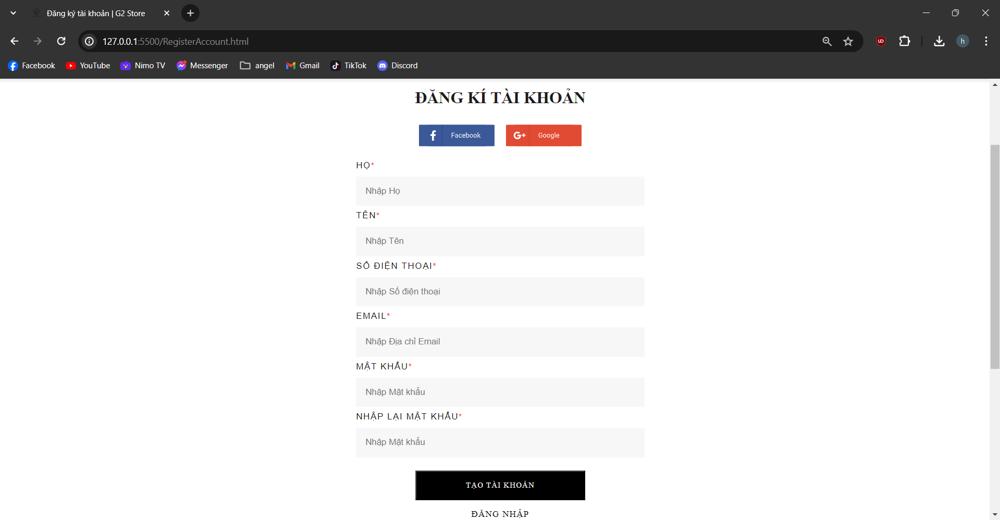 Đăng ký tài khoản | G2 Store
127.0.0.1:5500/RegisterAccount.html
h
Facebook YouTube Nimo TV Messenger angel Gmail TikTok Discord
ĐĂNG KÍ TÀI KHOẢN
Facebook Google
HỌ*
Nhập Họ
TÊN*
Nhập Tên
SỐ ĐIỆN THOẠI*
Nhập Số điện thoại
EMAIL*
Nhập Địa chỉ Email
MẬT KHẨU*
Nhập Mật khẩu
NHẬP LẠI MẬT KHẨU*
Nhập Mật khẩu
TẠO TÀI KHOẢN
ĐĂNG NHẬP